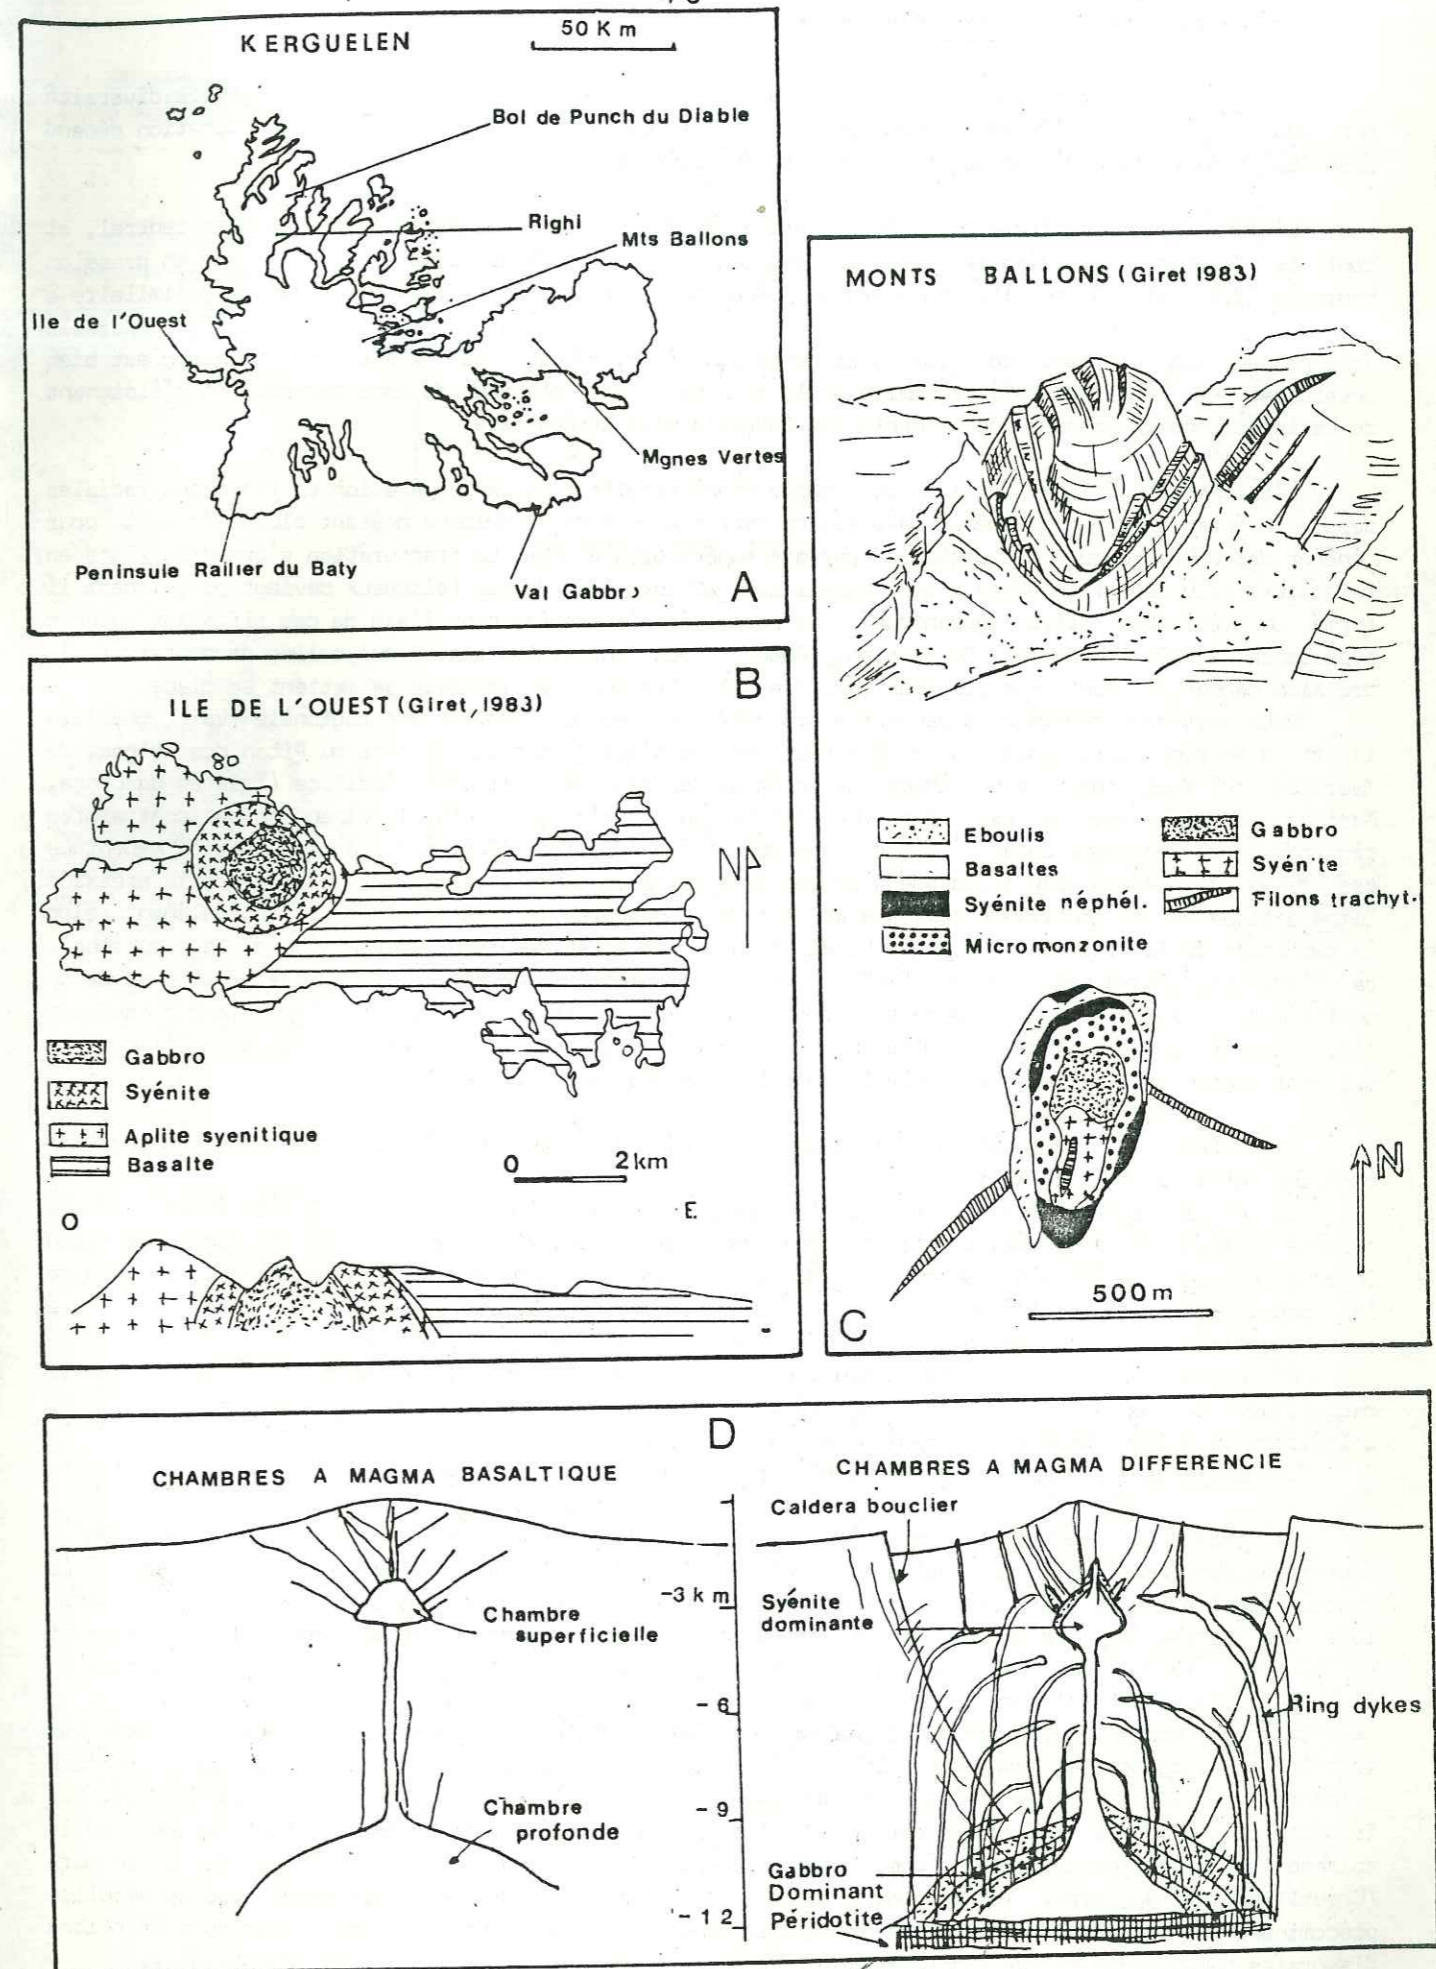 KERGUELEN
50 Km
Bol de Punch du Diable
Righi
Mts Ballons
Ile de l'Ouest
Mgnes Vertes
Peninsule Rallier du Baty
Val Gabbro
A
B
ILE DE L'OUEST (Giret, 1983)
N
Gabbro
Syénite
Aplite syenitique
Basalte
0 2 km
O
E.
MONTS BALLONS (Giret 1983)
Eboulis
Gabbro
Basaltes
Syénite
Syénite néphél.
Filons trachyt.
Micromonzonite
N
500 m
C
D
CHAMBRES A MAGMA BASALTIQUE
Chambre
superficielle
Chambre
profonde
-3 km
-6
-9
-12
CHAMBRES A MAGMA DIFFERENCIE
Caldera bouclier
Syénite
dominante
Ring dykes
Gabbro
Dominant
Péridotite